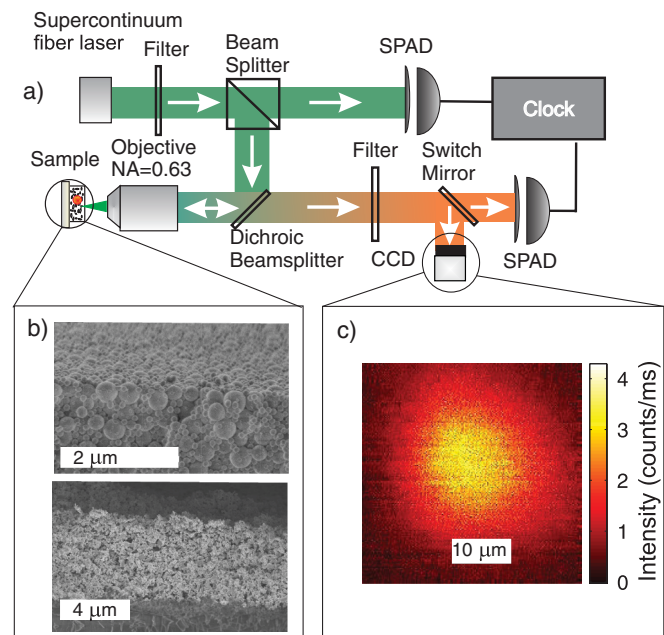 Supercontinuum
fiber laser
Filter
Beam
Splitter
SPAD
a)
Clock
Sample
Objective
NA=0.63
Filter
Switch
Mirror
Dichroic
Beamsplitter
CCD
SPAD
b)
2 μm
4 μm
c)
10 μm
4
3
2
1
0
Intensity (counts/ms)